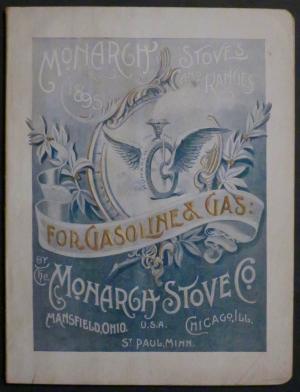 MONARCH STOVES
1895 AND RANGES
FOR GASOLINE & GAS:
BY
THE MONARCH STOVE CO
MANSFIELD, OHIO. U.S.A. CHICAGO, ILL.
ST PAUL, MINN.